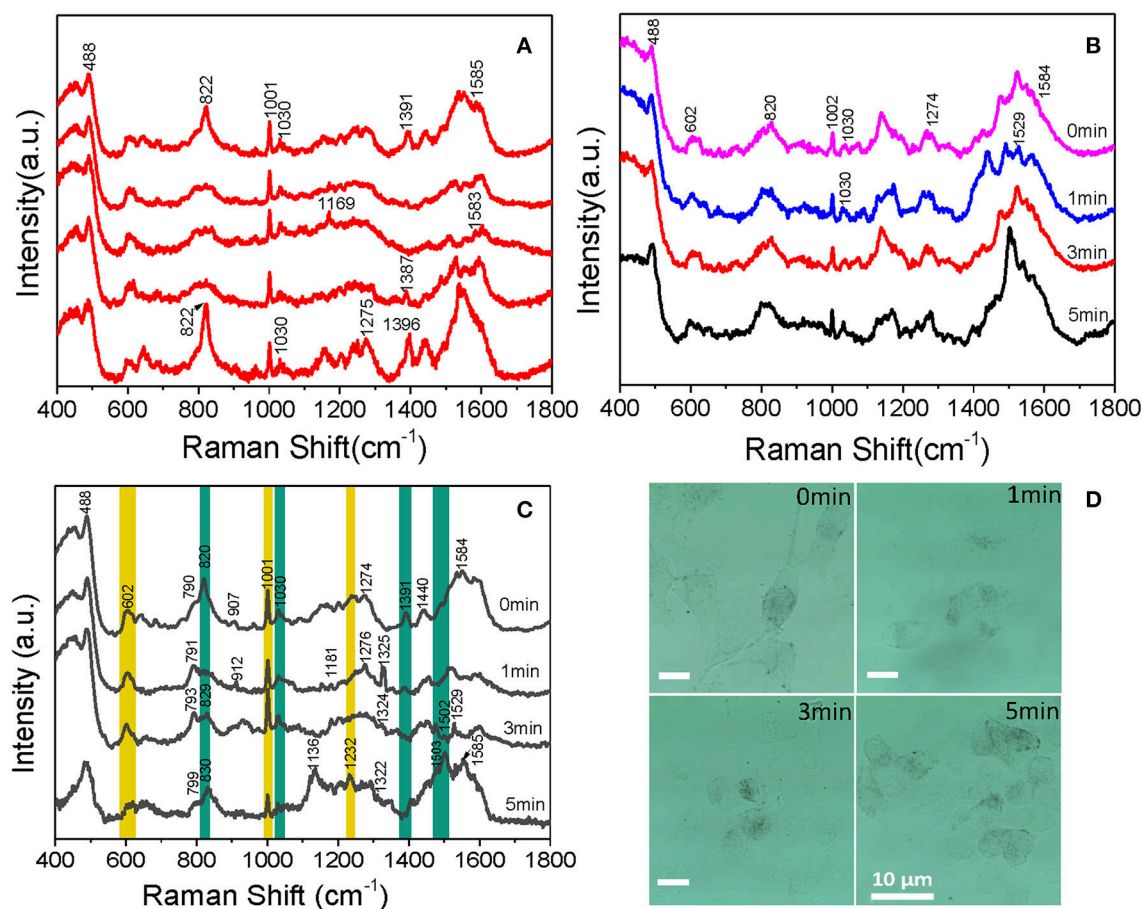 A
488
822
1001
1030
1391
1585
1169
1583
1387
822
1030
1275
1396
Intensity(a.u.)
400 600 800 1000 1200 1400 1600 1800
Raman Shift(cm-1)
B
488
602
820
1002
1030
1274
1584
0min
1529
1030
1min
3min
5min
Intensity(a.u.)
400 600 800 1000 1200 1400 1600 1800
Raman Shift(cm-1)
C
488
602
790
820
907
1001
1030
1274
1391
1440
1584
0min
791
912
1181
1276
1325
1min
793
829
1324
1502
1529
3min
799
830
1136
1232
1322
1503
1585
5min
Intensity (a.u.)
400 600 800 1000 1200 1400 1600 1800
Raman Shift (cm-1)
D
0min
1min
3min
5min
10 µm